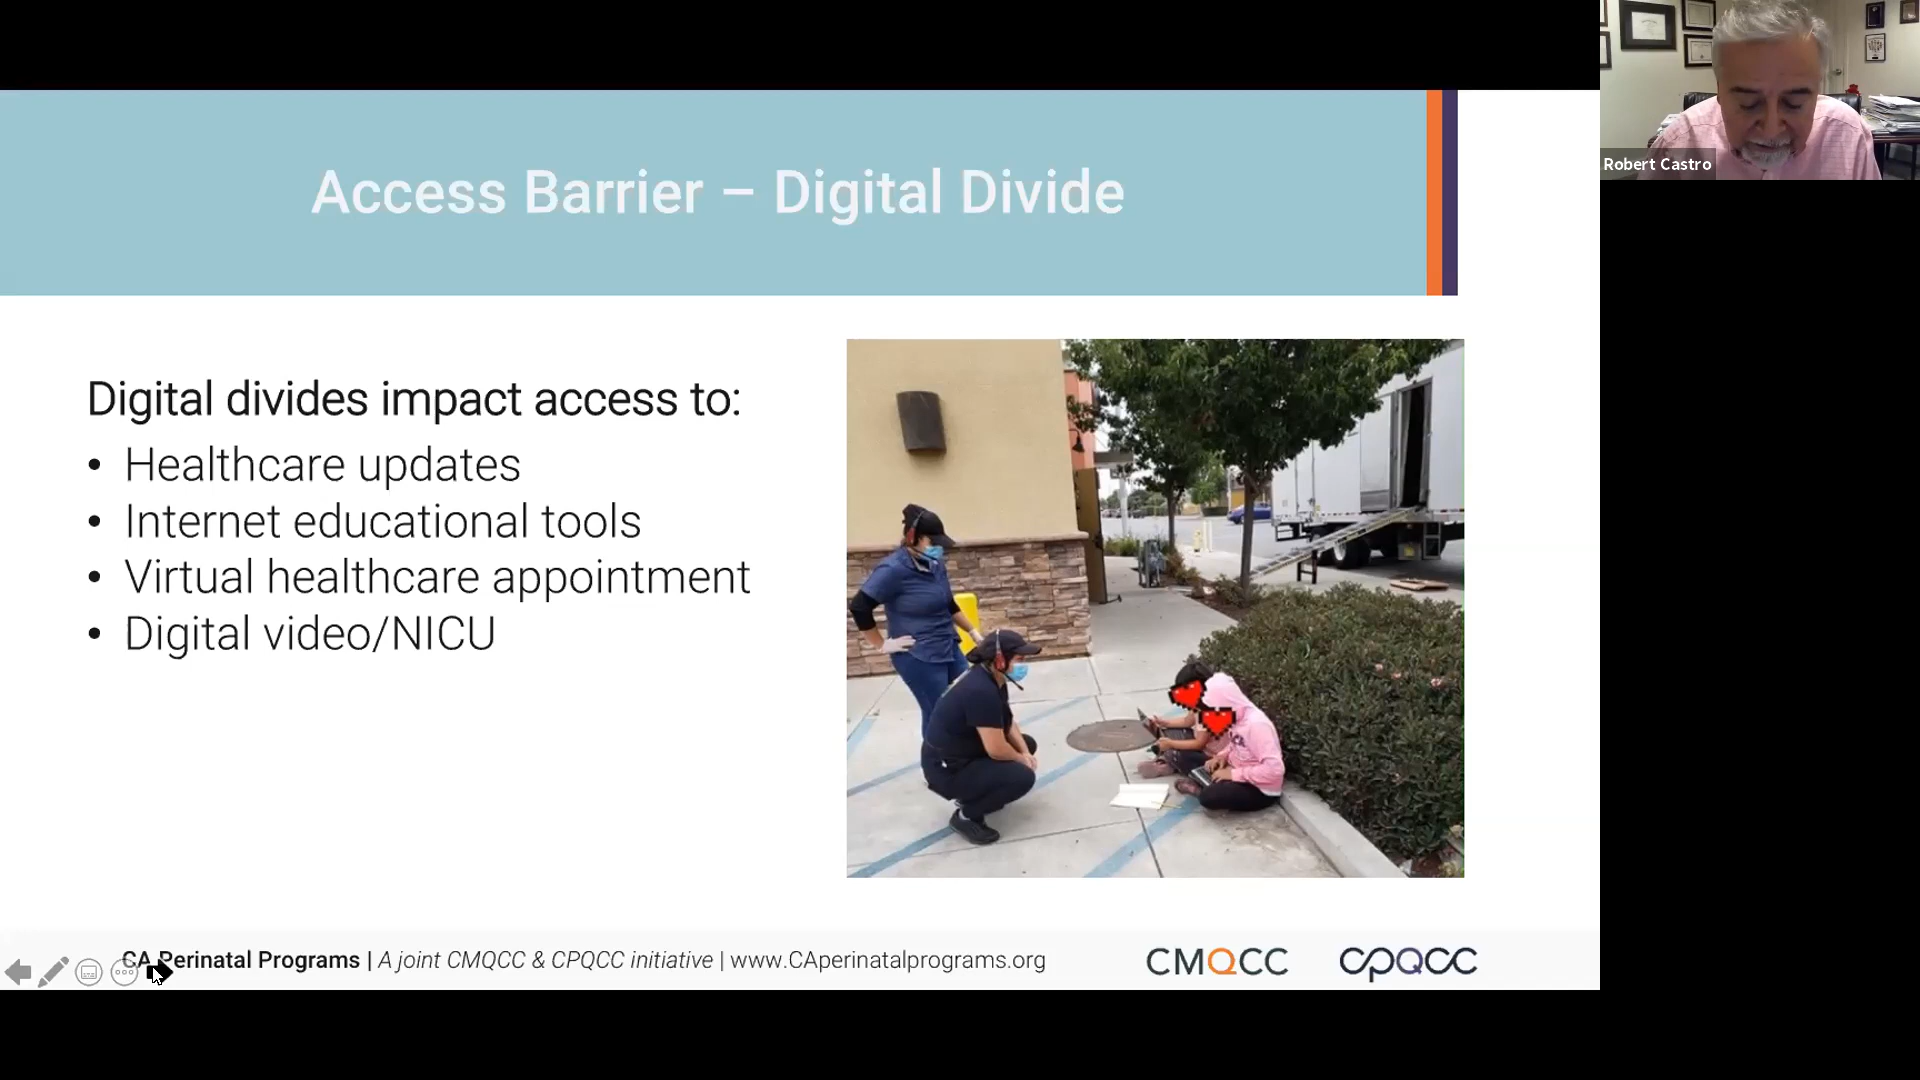 Access Barrier – Digital Divide
Robert Castro
Digital divides impact access to:
• Healthcare updates
• Internet educational tools
• Virtual healthcare appointment
• Digital video/NICU
CA Perinatal Programs | A joint CMQCC & CPQCC initiative | www.CAperinatalprograms.org
CMQCC
CPQCC